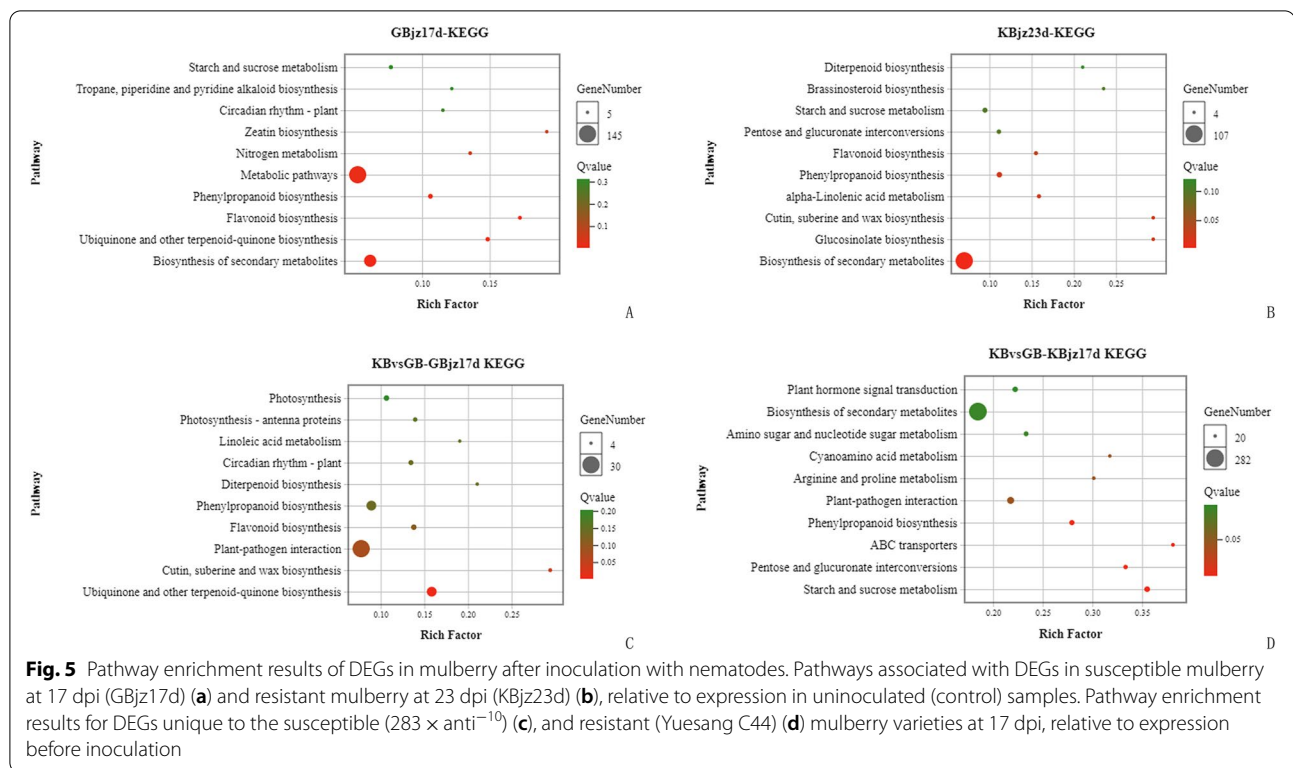 GBjz17d-KEGG
Pathway
Starch and sucrose metabolism
Tropane, piperidine and pyridine alkaloid biosynthesis
Circadian rhythm - plant
Zeatin biosynthesis
Nitrogen metabolism
Metabolic pathways
Phenylpropanoid biosynthesis
Flavonoid biosynthesis
Ubiquinone and other terpenoid-quinone biosynthesis
Biosynthesis of secondary metabolites
0.10 0.15
Rich Factor
GeneNumber
5
145
Qvalue
0.3
0.2
0.1
A
KBjz23d-KEGG
Pathway
Diterpenoid biosynthesis
Brassinosteroid biosynthesis
Starch and sucrose metabolism
Pentose and glucuronate interconversions
Flavonoid biosynthesis
Phenylpropanoid biosynthesis
alpha-Linolenic acid metabolism
Cutin, suberine and wax biosynthesis
Glucosinolate biosynthesis
Biosynthesis of secondary metabolites
0.10 0.15 0.20 0.25
Rich Factor
GeneNumber
4
107
Qvalue
0.10
0.05
B
KBvsGB-GBjz17d KEGG
Pathway
Photosynthesis
Photosynthesis - antenna proteins
Linoleic acid metabolism
Circadian rhythm - plant
Diterpenoid biosynthesis
Phenylpropanoid biosynthesis
Flavonoid biosynthesis
Plant-pathogen interaction
Cutin, suberine and wax biosynthesis
Ubiquinone and other terpenoid-quinone biosynthesis
0.10 0.15 0.20 0.25
Rich Factor
GeneNumber
4
30
Qvalue
0.20
0.15
0.10
0.05
C
KBvsGB-KBjz17d KEGG
Pathway
Plant hormone signal transduction
Biosynthesis of secondary metabolites
Amino sugar and nucleotide sugar metabolism
Cyanoamino acid metabolism
Arginine and proline metabolism
Plant-pathogen interaction
Phenylpropanoid biosynthesis
ABC transporters
Pentose and glucuronate interconversions
Starch and sucrose metabolism
0.20 0.25 0.30 0.35
Rich Factor
GeneNumber
20
282
Qvalue
0.05
D
Fig. 5 Pathway enrichment results of DEGs in mulberry after inoculation with nematodes. Pathways associated with DEGs in susceptible mulberry
at 17 dpi (GBjz17d) (a) and resistant mulberry at 23 dpi (KBjz23d) (b), relative to expression in uninoculated (control) samples. Pathway enrichment
results for DEGs unique to the susceptible (283 × anti⁻¹⁰) (c), and resistant (Yuesang C44) (d) mulberry varieties at 17 dpi, relative to expression
before inoculation